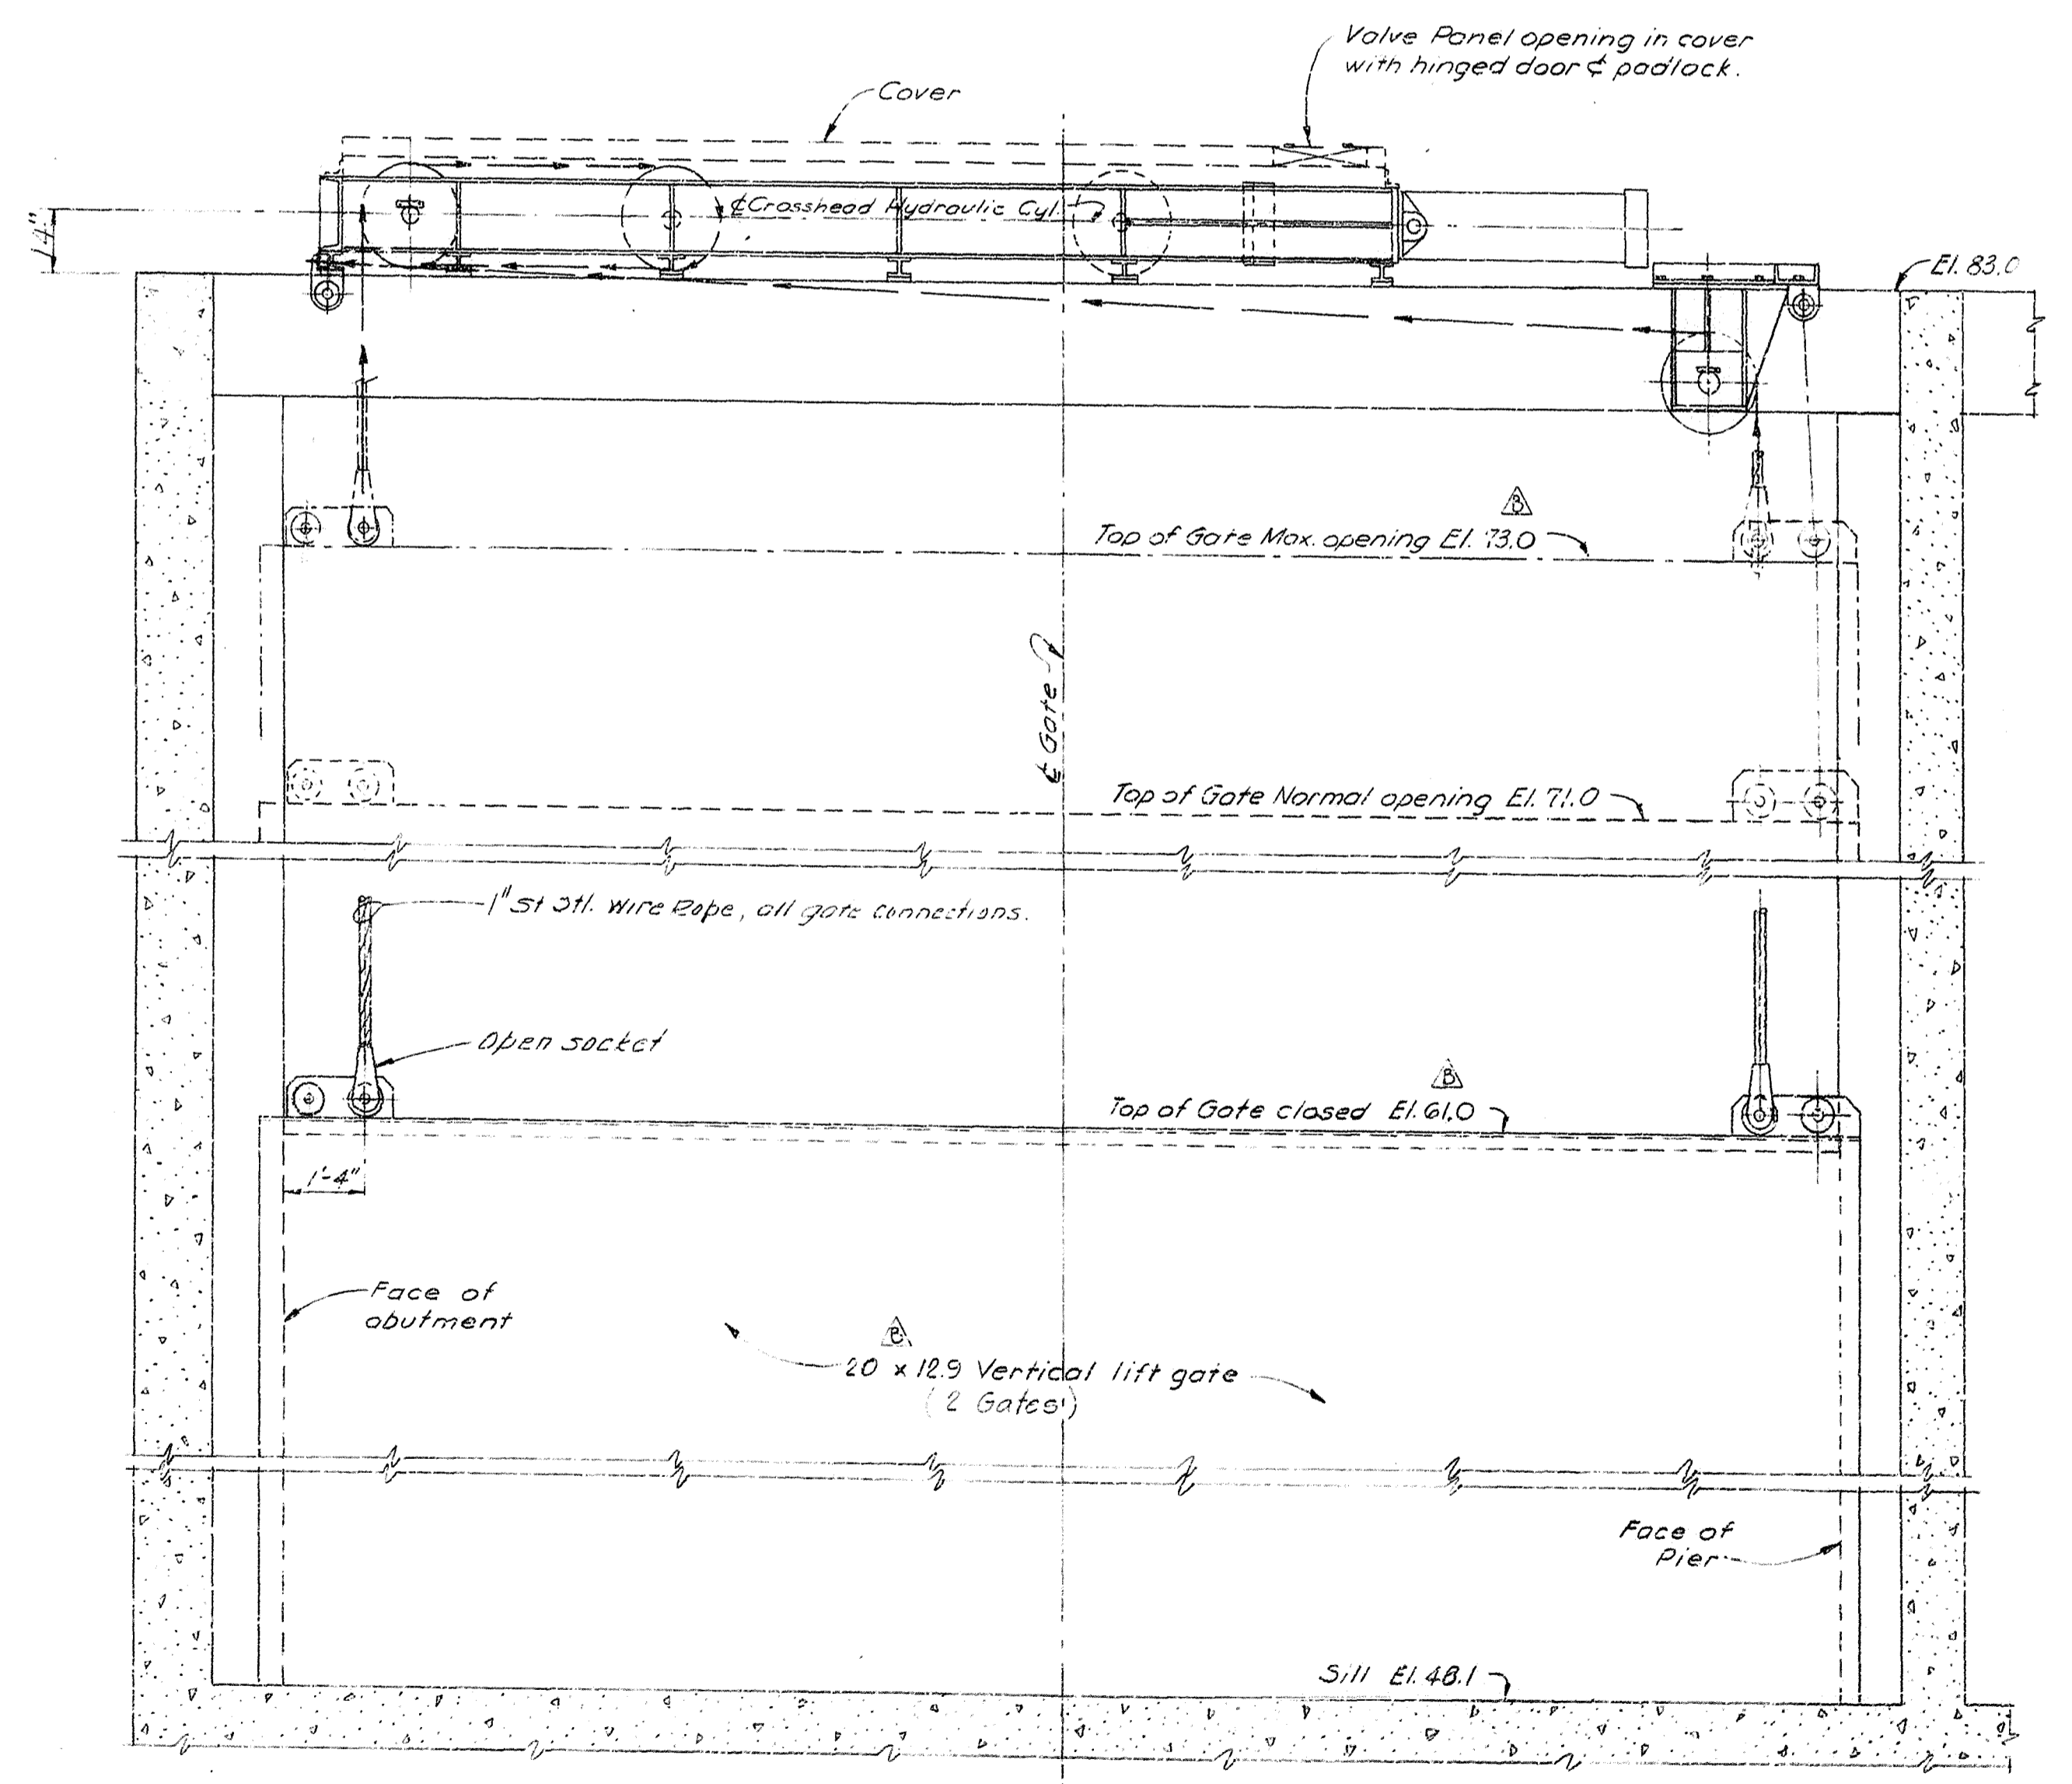 Valve Panel opening in cover
with hinged door & padlock.
Cover
14"
℄ Crosshead Hydraulic Cyl.
El. 83.0
B
Top of Gate Max. opening El. 73.0
℄ Gate
Top of Gate Normal opening El. 71.0
1" St Stl. Wire Rope, all gate connections.
Open socket
B
Top of Gate closed El. 61.0
1'-4"
Face of
abutment
B
20 x 12.9 Vertical lift gate
(2 Gates)
Face of
Pier
Sill El. 48.1